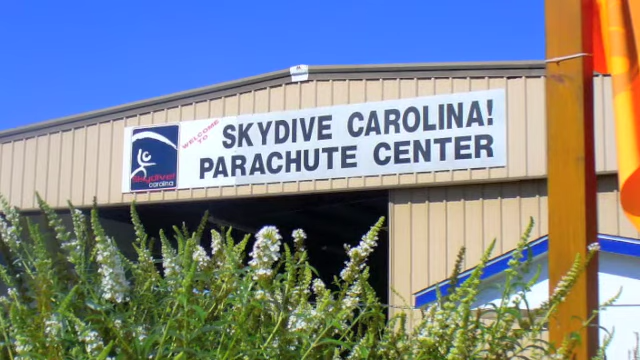 WELCOME TO
SKYDIVE CAROLINA!
PARACHUTE CENTER
Skydive!
carolina